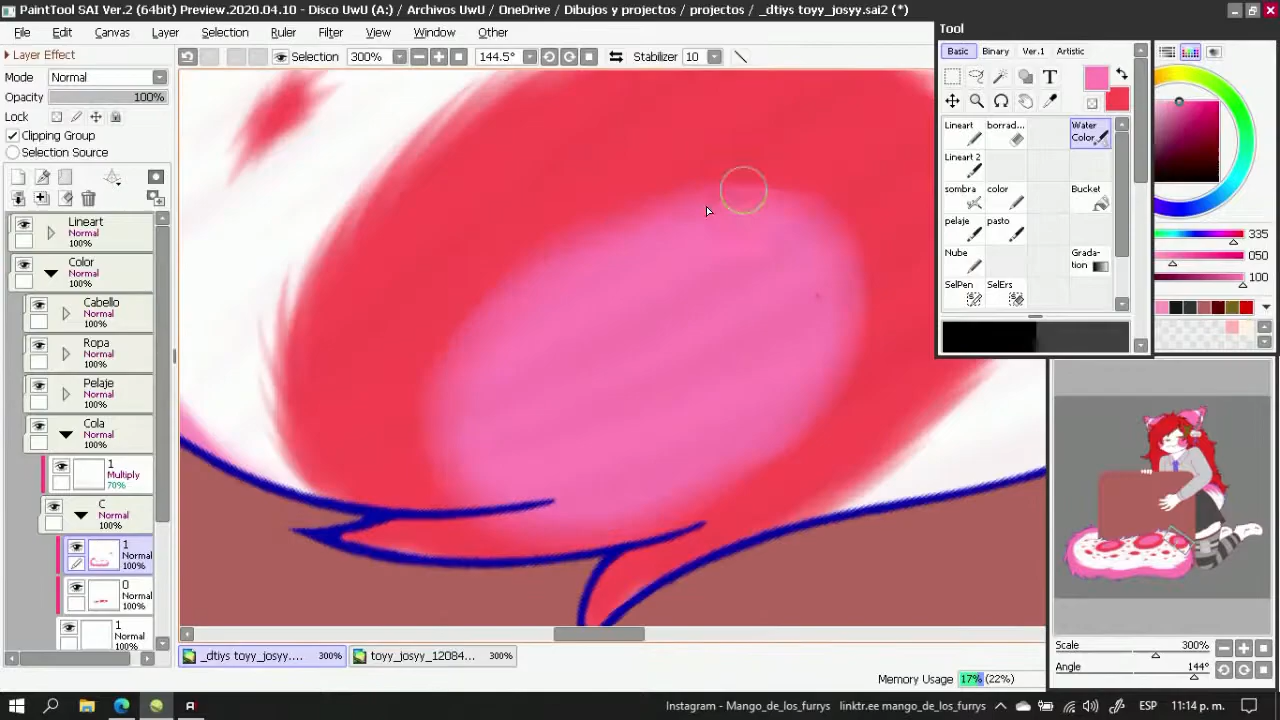 PaintTool SAI Ver.2 (64bit) Preview.2020.04.10 - Disco UwU (A:) / Archivos UwU / OneDrive / Dibujos y projectos / projectos / _dtiys toyy_josyy.sai2 (*)
File Edit Canvas Layer Selection Ruler Filter View Window Other
Layer Effect
Selection 300% 144.5° Stabilizer 10
Mode Normal
Opacity 100%
Lock
Clipping Group
Selection Source
Lineart
Normal
100%
Color
Normal
100%
Cabello
Normal
100%
Ropa
Normal
100%
Pelaje
Normal
100%
Cola
Normal
100%
1
Multiply
70%
C
Normal
100%
1
Normal
100%
0
Normal
100%
1
Normal
100%
Tool
Basic Binary Ver.1 Artistic
T
Lineart borrad... Water Color
Lineart 2
sombra color Bucket
pelaje pasto
Nube Gradation
SelPen SelErs
335
050
100
Scale 300%
Angle 144°
_dtiys toyy_josyy.... 300% toyy_josyy_12084... 300%
Memory Usage 17% (22%)
Instagram - Mango_de_los_furrys linktr.ee mango_de_los_furrys ESP 11:14 p. m.